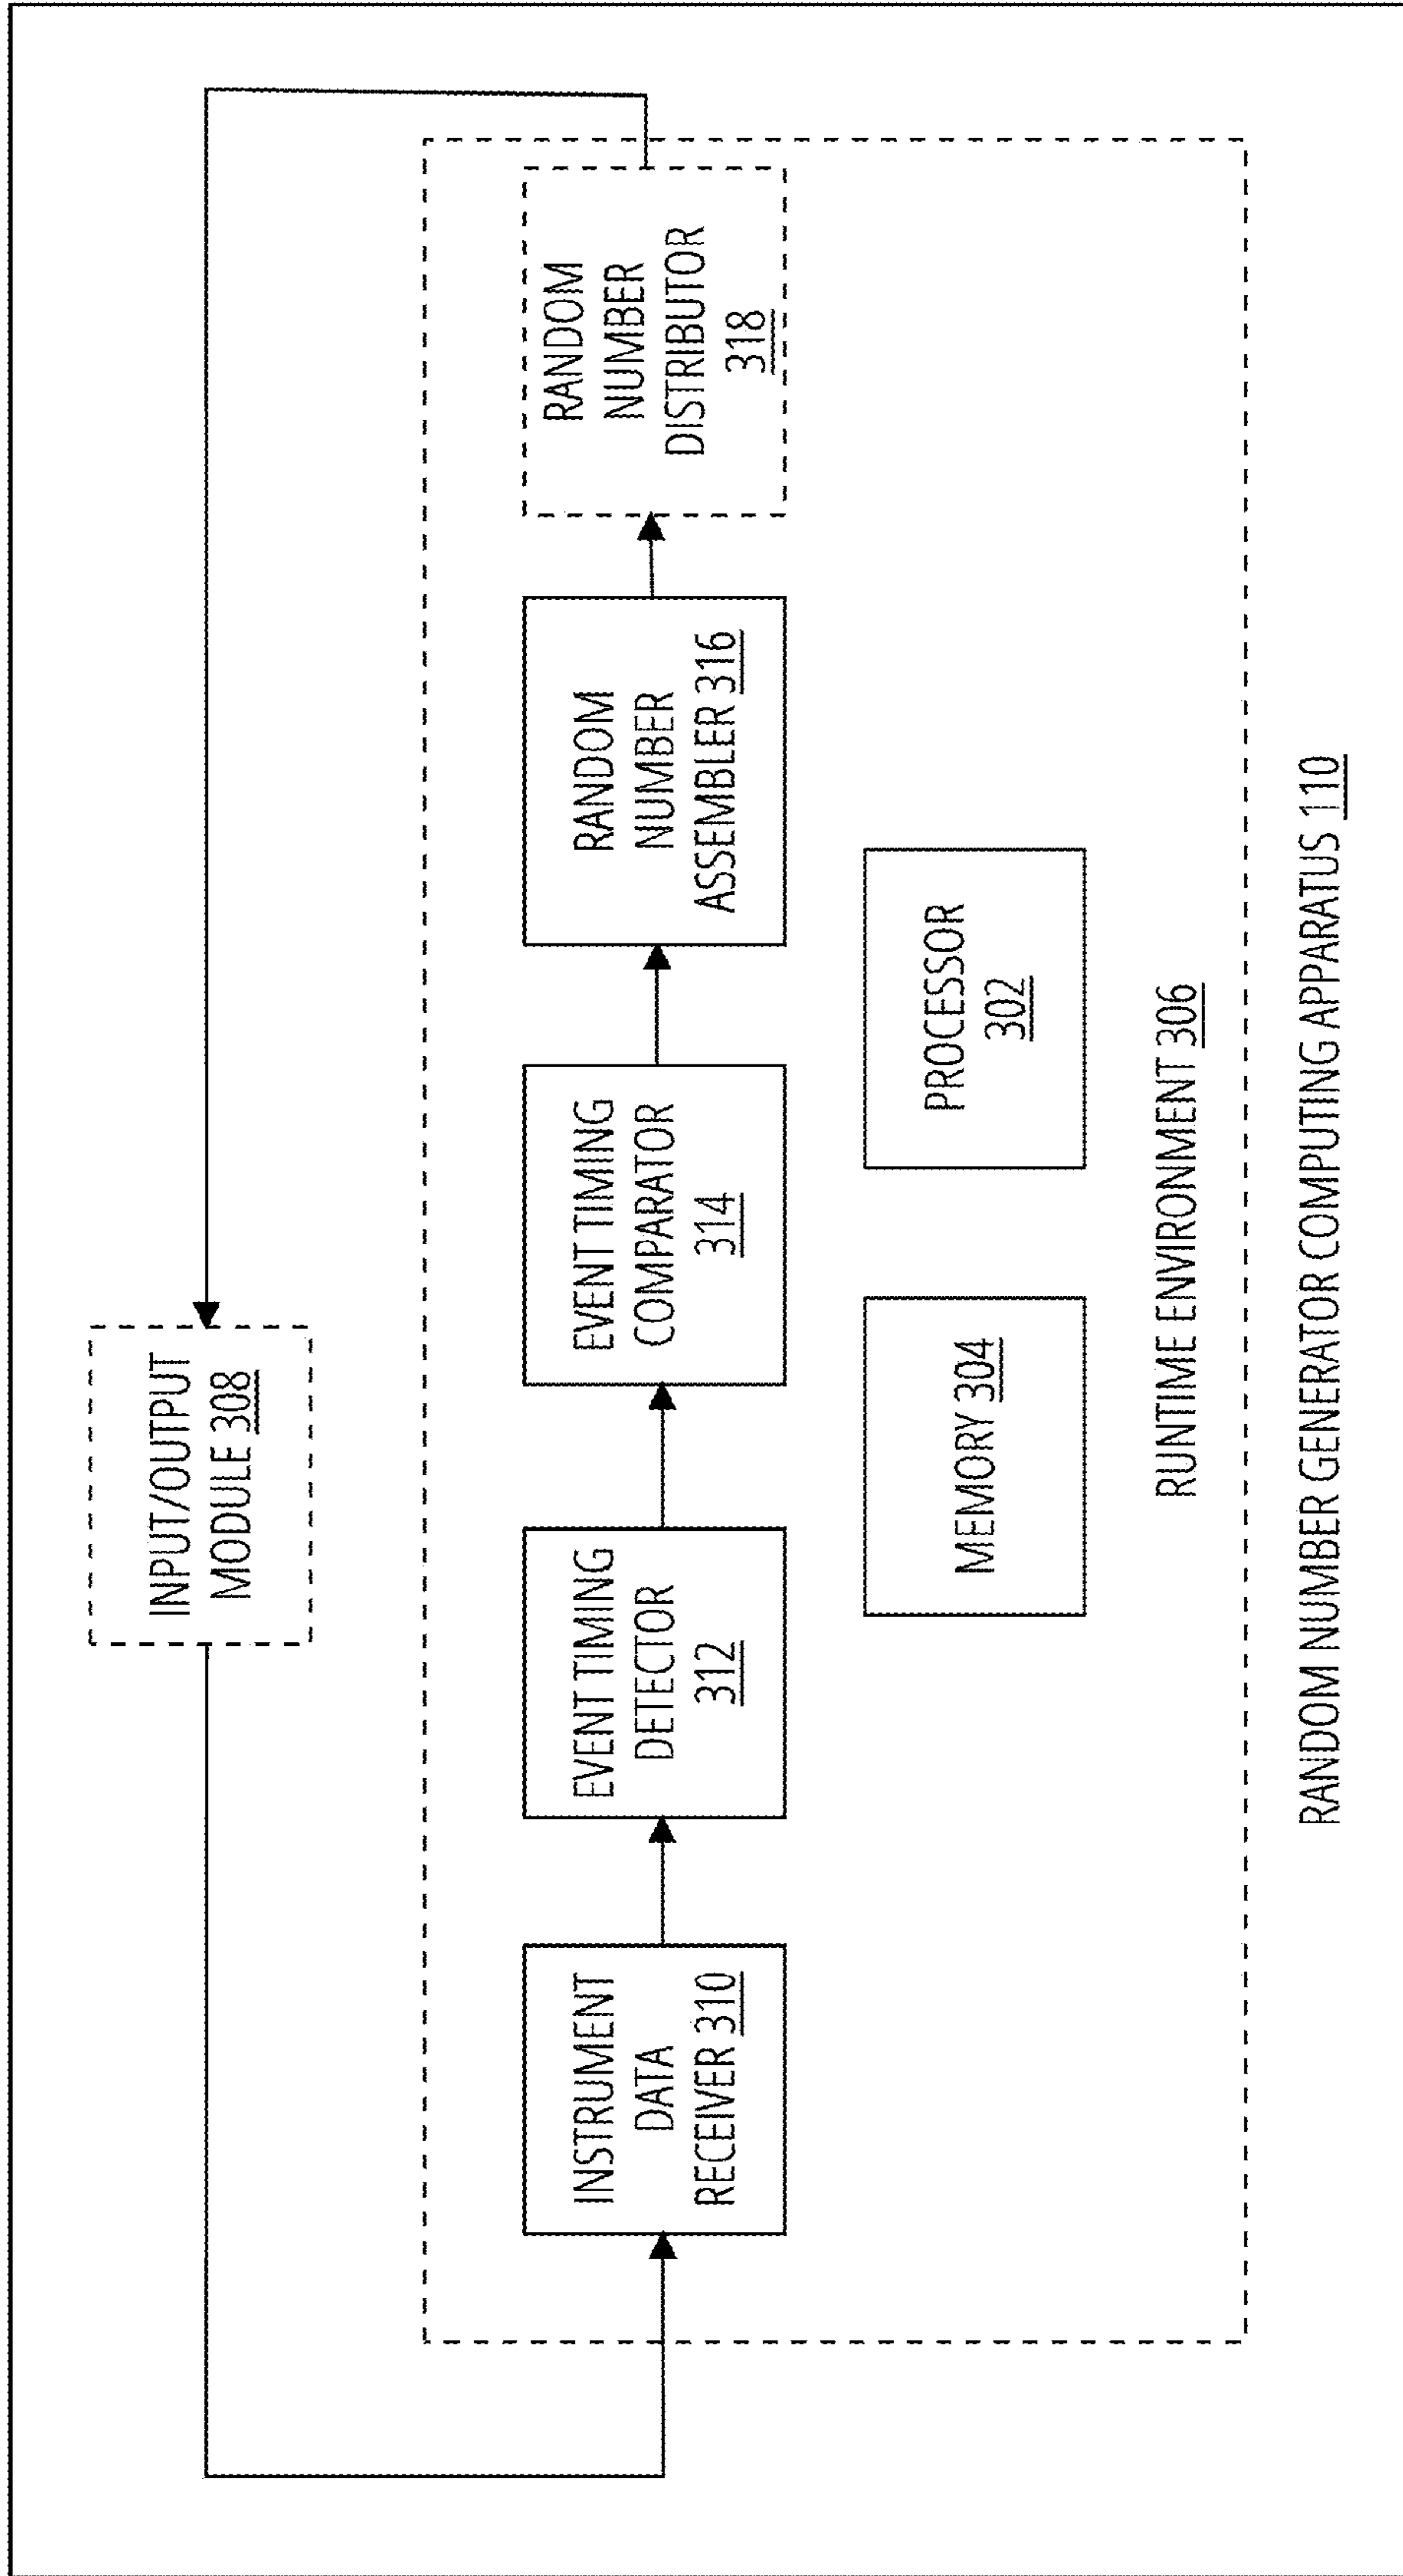 INPUT/OUTPUT
MODULE 308
INSTRUMENT
DATA
RECEIVER 310
EVENT TIMING
DETECTOR
312
EVENT TIMING
COMPARATOR
314
RANDOM
NUMBER
ASSEMBLER 316
RANDOM
NUMBER
DISTRIBUTOR
318
MEMORY 304
PROCESSOR
302
RUNTIME ENVIRONMENT 306
RANDOM NUMBER GENERATOR COMPUTING APPARATUS 110